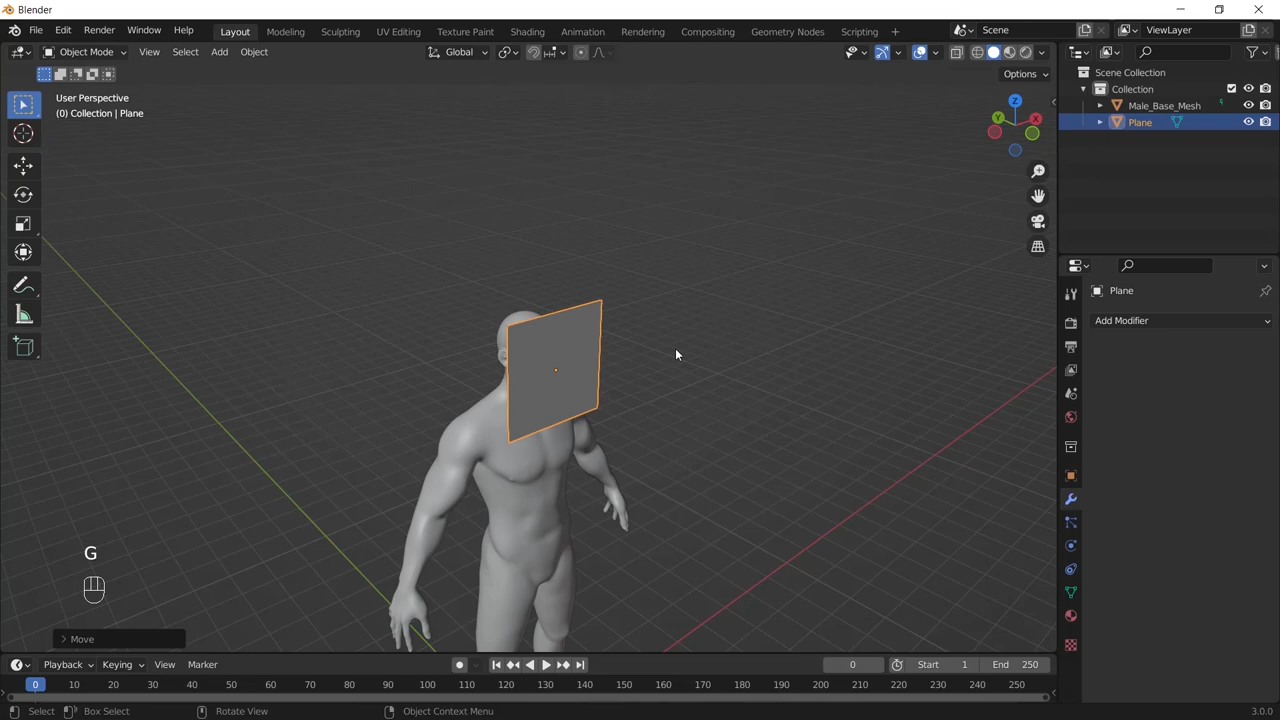 Blender
File Edit Render Window Help Layout Modeling Sculpting UV Editing Texture Paint Shading Animation Rendering Compositing Geometry Nodes Scripting + Scene ViewLayer
Object Mode View Select Add Object Global
Options
User Perspective
(0) Collection | Plane
Z
Y
X
Scene Collection
Collection
Male_Base_Mesh
Plane
Plane
Add Modifier
G
Move
Playback Keying View Marker 0 Start 1 End 250
0 10 20 30 40 50 60 70 80 90 100 110 120 130 140 150 160 170 180 190 200 210 220 230 240 250
Select Box Select Rotate View Object Context Menu 3.0.0